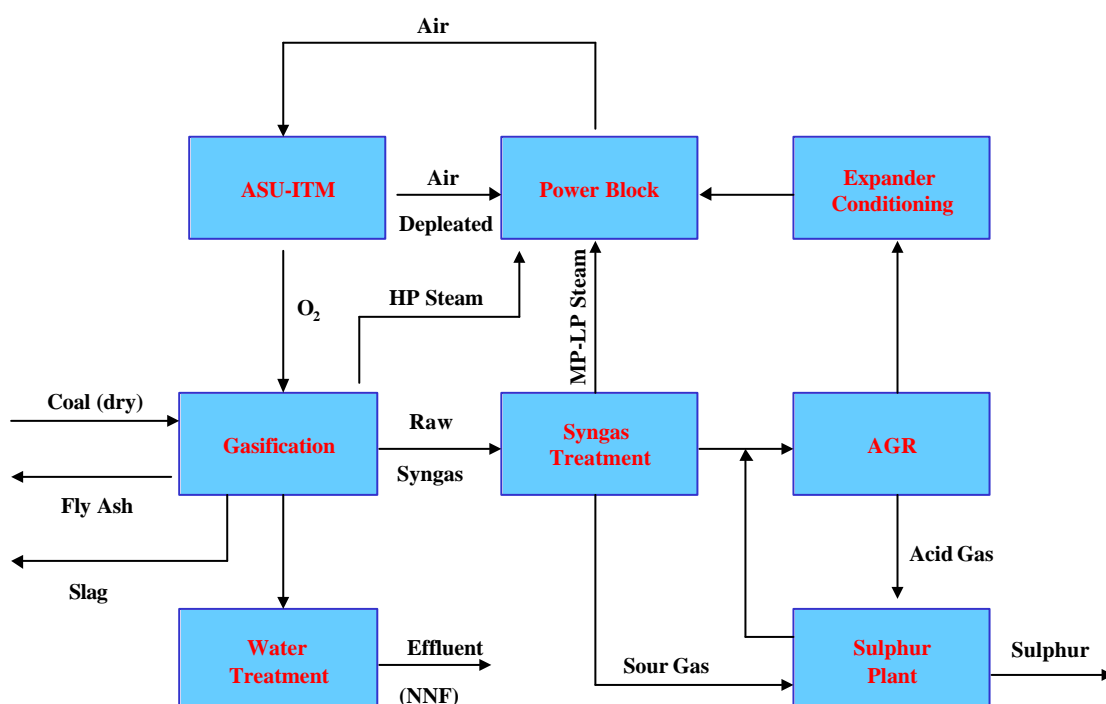 Air
ASU-ITM
Air
Depleated
Power Block
Expander
Conditioning
O₂
HP Steam
MP-LP Steam
Coal (dry)
Gasification
Raw
Syngas
Syngas
Treatment
AGR
Fly Ash
Slag
Acid Gas
Water
Treatment
Effluent
(NNF)
Sour Gas
Sulphur
Plant
Sulphur